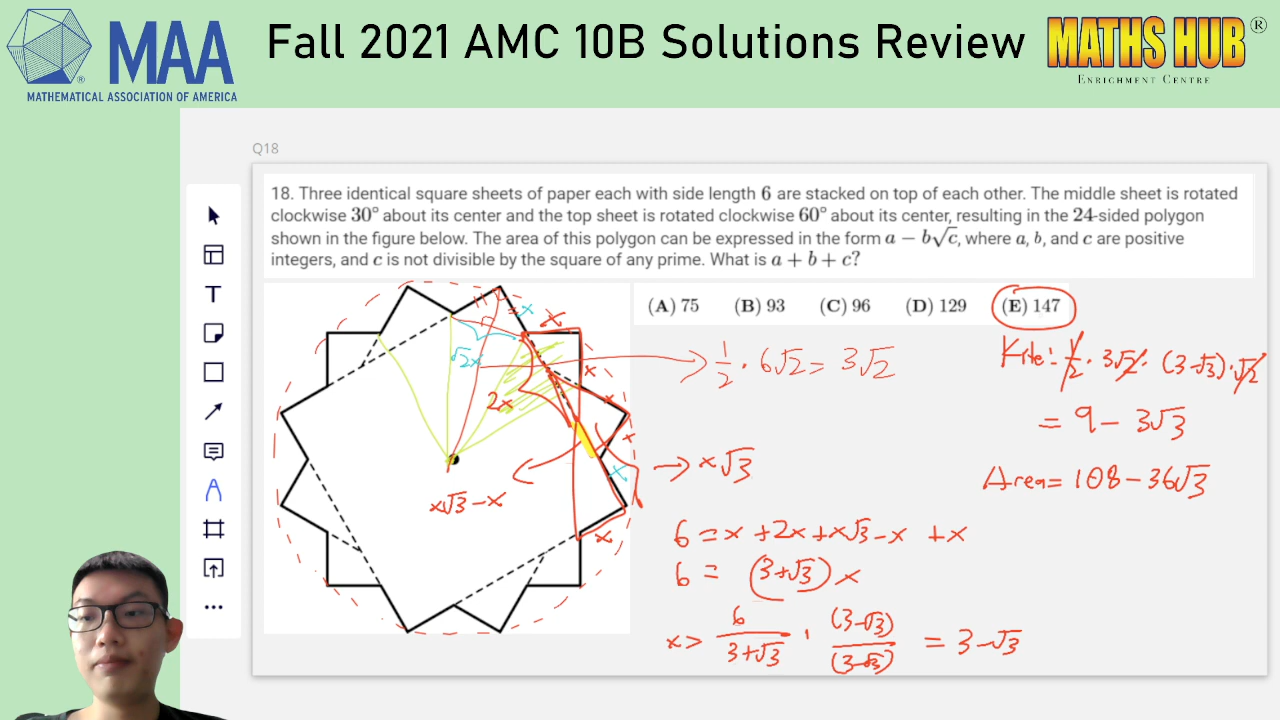 MAA
MATHEMATICAL ASSOCIATION OF AMERICA
Fall 2021 AMC 10B Solutions Review
MATHS HUB®
ENRICHMENT CENTRE
Q18
18. Three identical square sheets of paper each with side length 6 are stacked on top of each other. The middle sheet is rotated
clockwise 30° about its center and the top sheet is rotated clockwise 60° about its center, resulting in the 24-sided polygon
shown in the figure below. The area of this polygon can be expressed in the form a − b√c, where a, b, and c are positive
integers, and c is not divisible by the square of any prime. What is a + b + c?
(A) 75 (B) 93 (C) 96 (D) 129 (E) 147
T
=x
x
√2x
x
2x
x
x
x
x
x√3-x
→ x√3
→ 1/2 · 6√2 = 3√2
6 = x + 2x + x√3 - x + x
6 = (3+√3) x
x = 6/(3+√3) · (3-√3)/(3-√3) = 3-√3
Kite: 1/2 · 3√2 · (3-√3) · √2
= 9 - 3√3
Area = 108 - 36√3